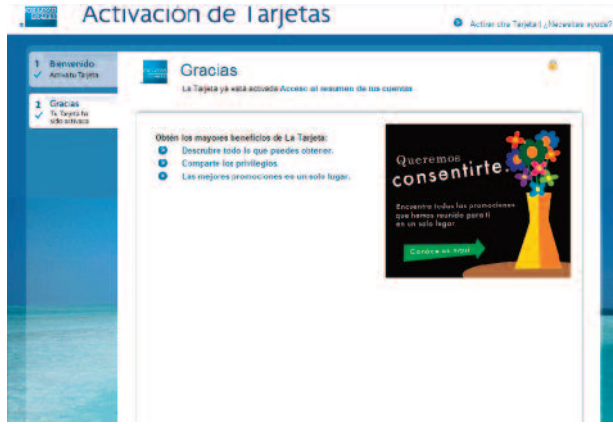 Activación de Tarjetas
Activar otra Tarjeta | ¿Necesitas ayuda?
1 Bienvenido
Activa tu Tarjeta
2 Gracias
Tu Tarjeta ha
sido activada
Gracias
La Tarjeta ya está activada Acceso al resumen de tus cuentas
Obtén los mayores beneficios de La Tarjeta:
Descubre todo lo que puedes obtener.
Comparte los privilegios.
Las mejores promociones en un solo lugar.
Queremos
consentirte.
Encuentra todas las promociones
que hemos reunido para ti
en un solo lugar
Conóce as aquí